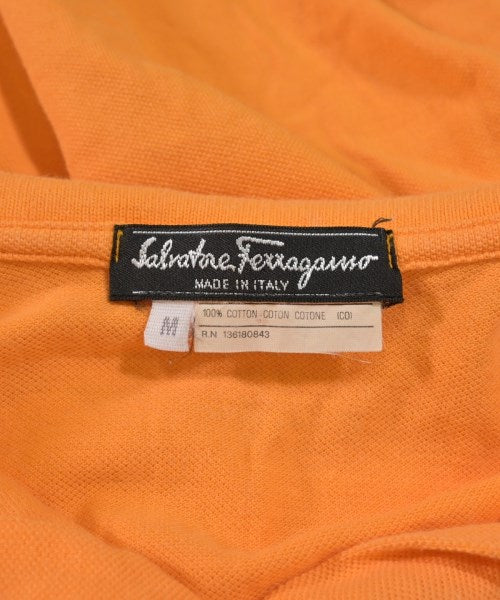 Salvatore Ferragamo
MADE IN ITALY
M
100% COTTON-COTON COTONE (CO)
R.N 136180843